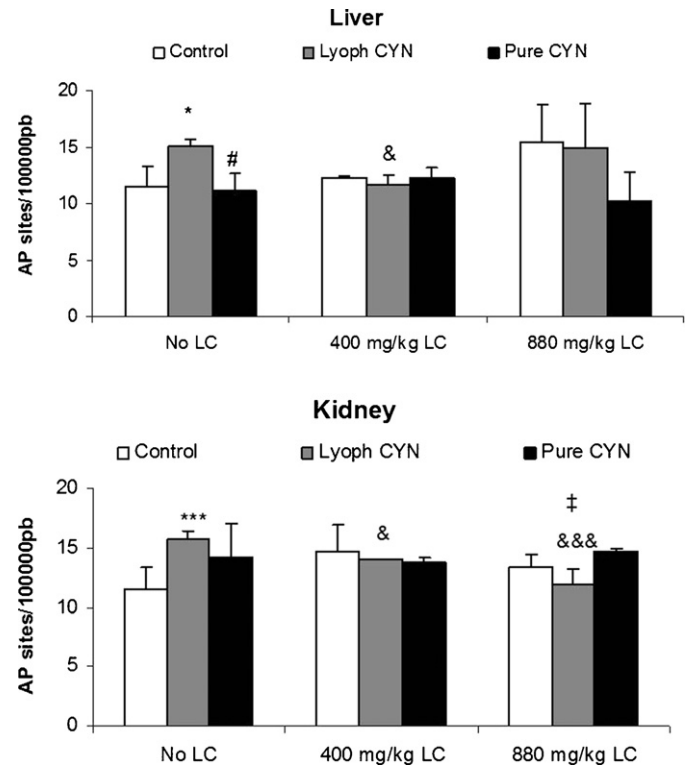 Liver
Control Lyoph CYN Pure CYN
AP sites/100000pb
20
15
10
5
0
*
#
&
No LC 400 mg/kg LC 880 mg/kg LC
Kidney
Control Lyoph CYN Pure CYN
AP sites/100000pb
20
15
10
5
0
***
&
‡
&&&
No LC 400 mg/kg LC 880 mg/kg LC